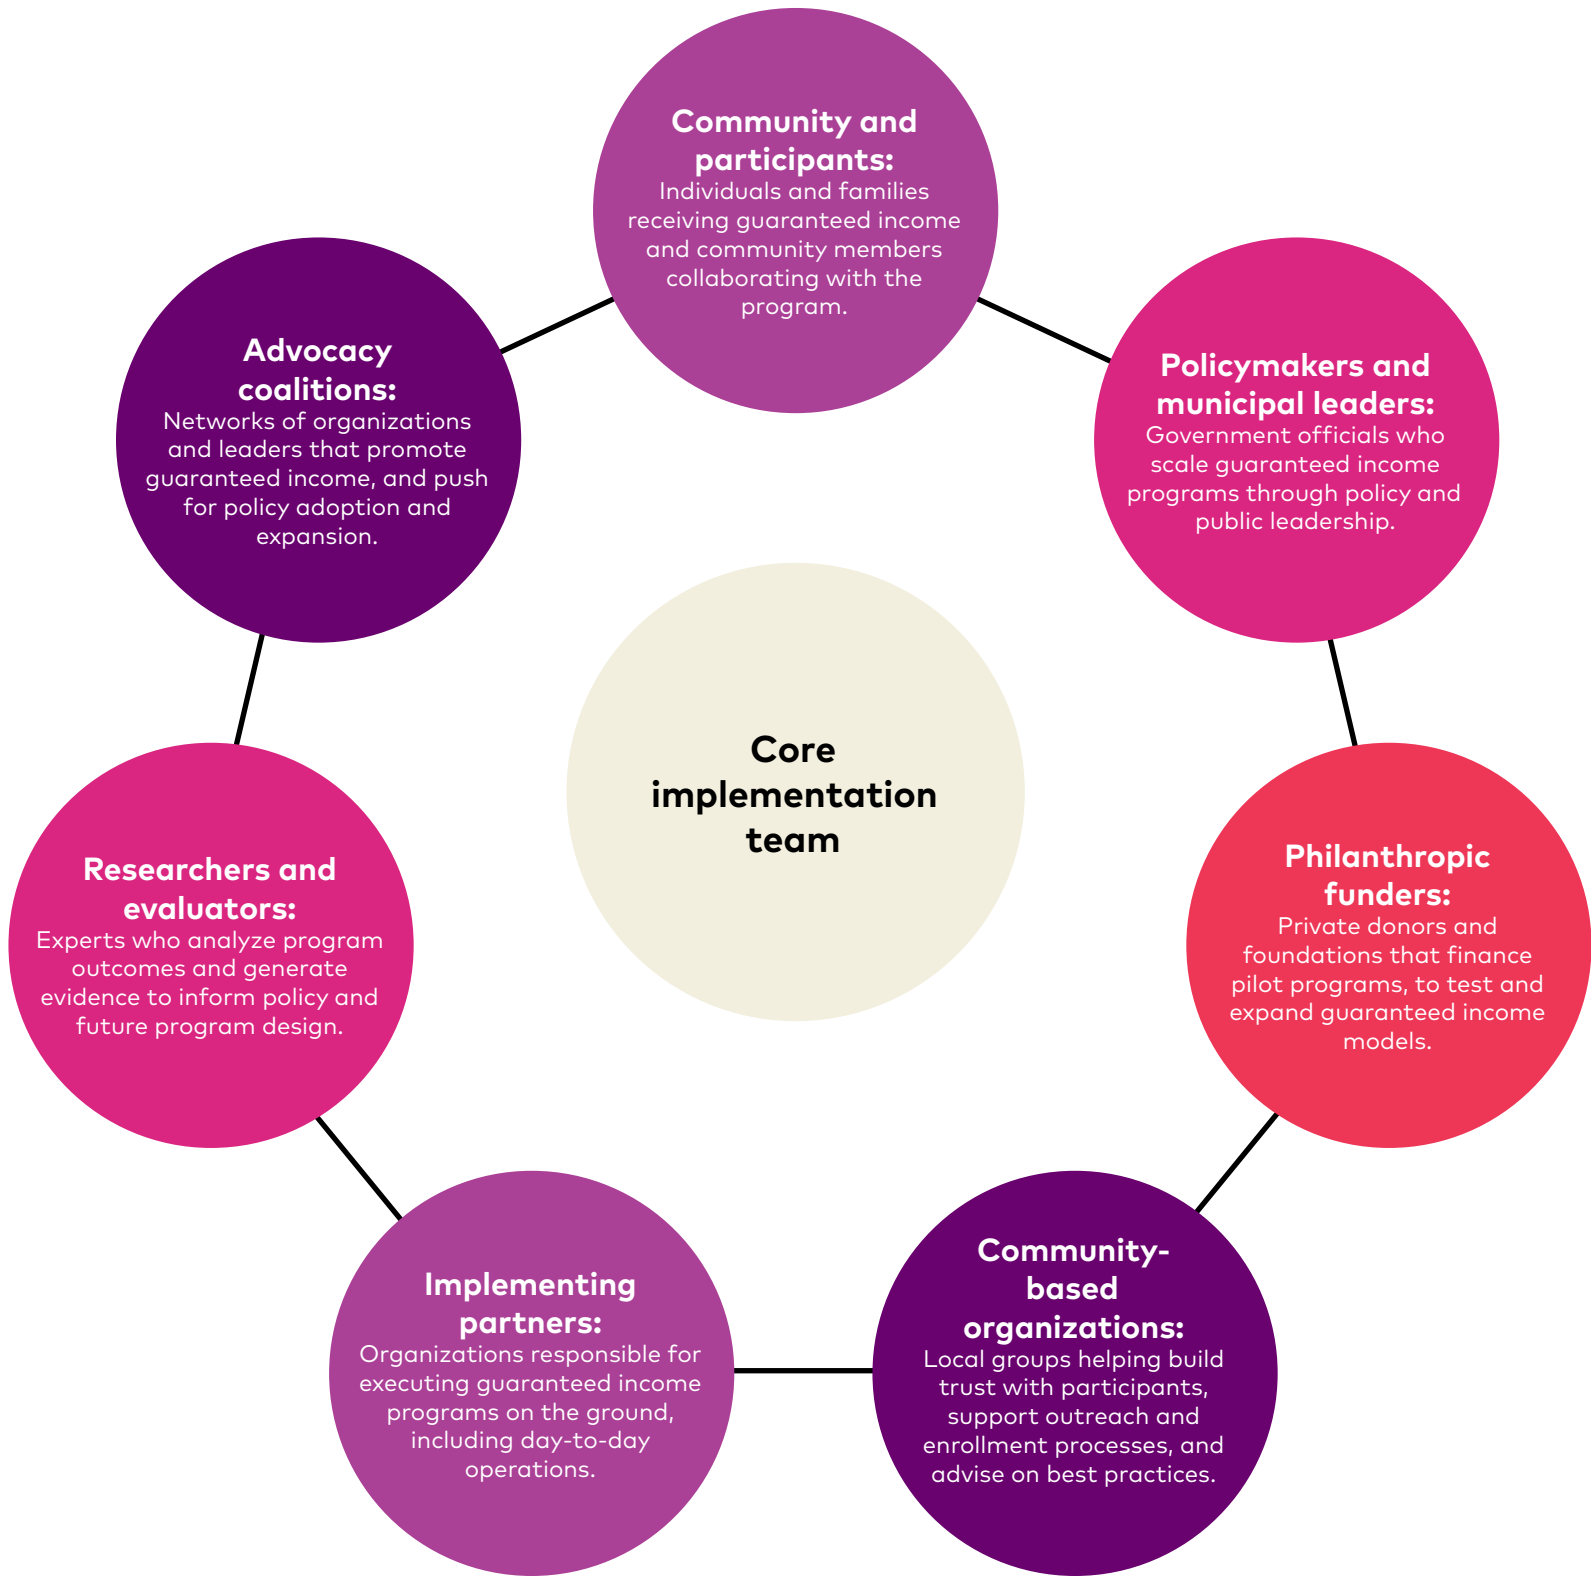 Community and
participants:
Individuals and families
receiving guaranteed income
and community members
collaborating with the
program.
Policymakers and
municipal leaders:
Government officials who
scale guaranteed income
programs through policy and
public leadership.
Philanthropic
funders:
Private donors and
foundations that finance
pilot programs, to test and
expand guaranteed income
models.
Community-
based
organizations:
Local groups helping build
trust with participants,
support outreach and
enrollment processes, and
advise on best practices.
Implementing
partners:
Organizations responsible for
executing guaranteed income
programs on the ground,
including day-to-day
operations.
Researchers and
evaluators:
Experts who analyze program
outcomes and generate
evidence to inform policy and
future program design.
Advocacy
coalitions:
Networks of organizations
and leaders that promote
guaranteed income, and push
for policy adoption and
expansion.
Core
implementation
team